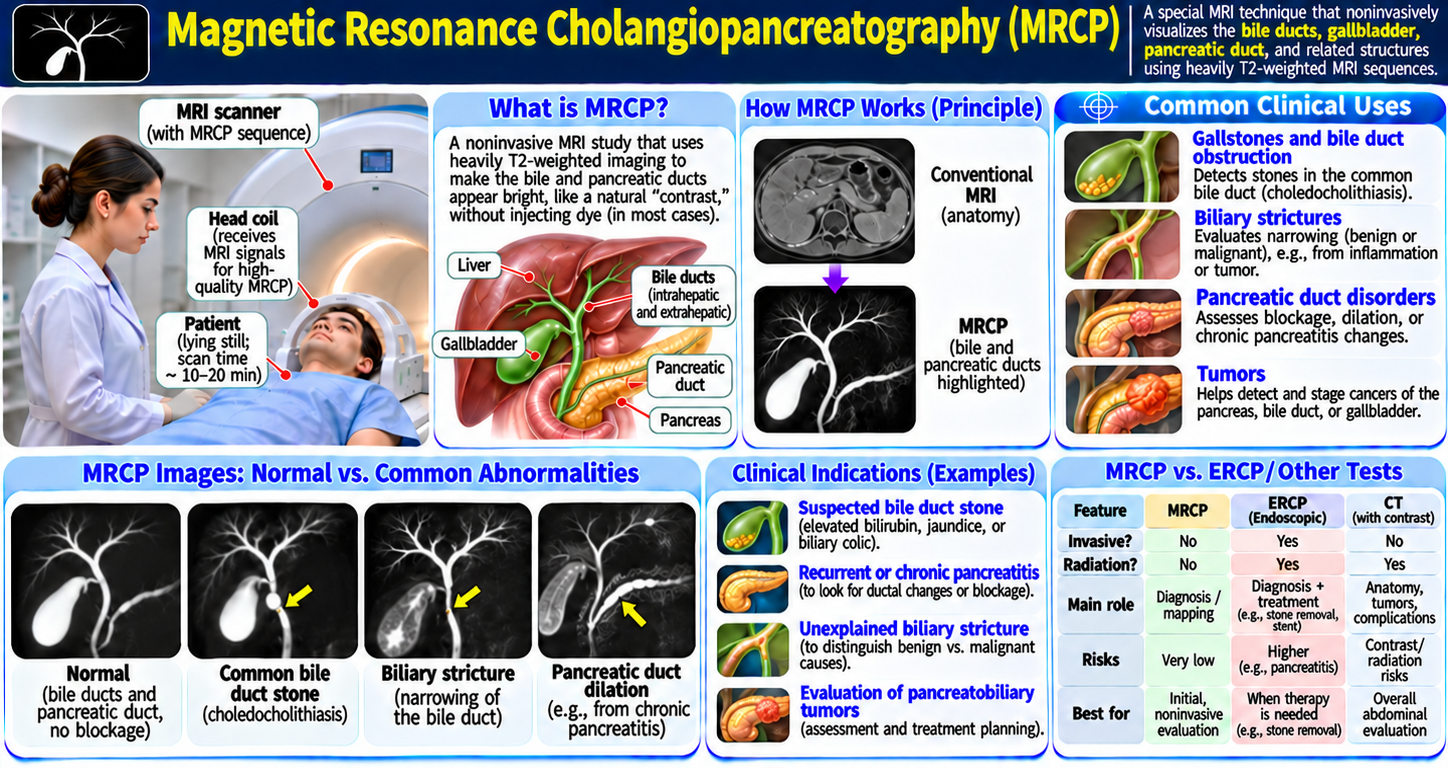 Magnetic Resonance Cholangiopancreatography (MRCP)
A special MRI technique that noninvasively
visualizes the bile ducts, gallbladder,
pancreatic duct, and related structures
using heavily T2-weighted MRI sequences.
MRI scanner
(with MRCP sequence)
Head coil
(receives
MRI signals
for high-
quality MRCP)
Patient
(lying still;
scan time
~ 10–20 min)
What is MRCP?
A noninvasive MRI study that uses
heavily T2-weighted imaging to
make the bile and pancreatic ducts
appear bright, like a natural “contrast,”
without injecting dye (in most cases).
Liver
Bile ducts
(intrahepatic
and extrahepatic)
Gallbladder
Pancreatic
duct
Pancreas
How MRCP Works (Principle)
Conventional
MRI
(anatomy)
MRCP
(bile and
pancreatic ducts
highlighted)
Common Clinical Uses
Gallstones and bile duct
obstruction
Detects stones in the common
bile duct (choledocholithiasis).
Biliary strictures
Evaluates narrowing (benign or
malignant), e.g., from inflammation
or tumor.
Pancreatic duct disorders
Assesses blockage, dilation, or
chronic pancreatitis changes.
Tumors
Helps detect and stage cancers of the
pancreas, bile duct, or gallbladder.
MRCP Images: Normal vs. Common Abnormalities
Normal
(bile ducts and
pancreatic duct,
no blockage)
Common bile
duct stone
(choledocholithiasis)
Biliary stricture
(narrowing of
the bile duct)
Pancreatic duct
dilation
(e.g., from chronic
pancreatitis)
Clinical Indications (Examples)
Suspected bile duct stone
(elevated bilirubin, jaundice, or
biliary colic).
Recurrent or chronic pancreatitis
(to look for ductal changes or blockage).
Unexplained biliary stricture
(to distinguish benign vs. malignant
causes).
Evaluation of pancreatobiliary
tumors
(assessment and treatment planning).
MRCP vs. ERCP/Other Tests
Feature MRCP ERCP (Endoscopic) CT (with contrast)
Invasive? No Yes No
Radiation? No Yes Yes
Main role Diagnosis / mapping Diagnosis + treatment (e.g., stone removal, stent) Anatomy, tumors, complications
Risks Very low Higher (e.g., pancreatitis) Contrast/ radiation risks
Best for Initial, noninvasive evaluation When therapy is needed (e.g., stone removal) Overall abdominal evaluation